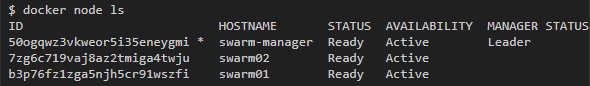 $ docker node ls
ID                            HOSTNAME        STATUS  AVAILABILITY  MANAGER STATUS
50ogqwz3vkweor5i35eneygmi *  swarm-manager  Ready   Active        Leader
7zg6c719vaj8az2tmiga4twju    swarm02        Ready   Active
b3p76fz1zga5njh5cr91wszfi    swarm01        Ready   Active